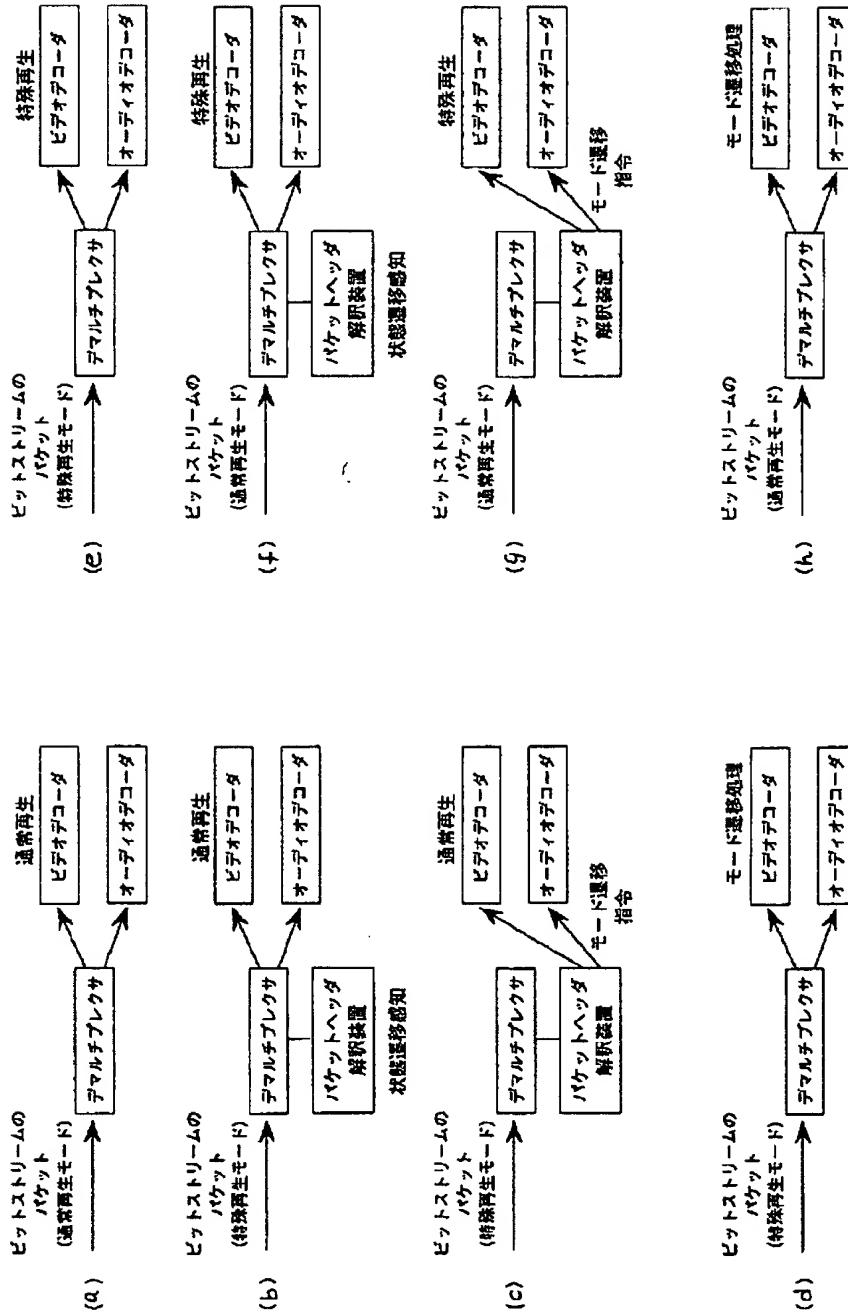 (a)
ビットストリームの
パケット
(通常再生モード)
デマルチプレクサ
通常再生
ビデオデコーダ
オーディオデコーダ
(b)
ビットストリームの
パケット
(特殊再生モード)
デマルチプレクサ
パケットヘッダ
解釈装置
状態遷移感知
通常再生
ビデオデコーダ
オーディオデコーダ
(c)
ビットストリームの
パケット
(特殊再生モード)
デマルチプレクサ
パケットヘッダ
解釈装置
モード遷移
指令
通常再生
ビデオデコーダ
オーディオデコーダ
(d)
ビットストリームの
パケット
(特殊再生モード)
デマルチプレクサ
モード遷移処理
ビデオデコーダ
オーディオデコーダ
(e)
ビットストリームの
パケット
(特殊再生モード)
デマルチプレクサ
特殊再生
ビデオデコーダ
オーディオデコーダ
(f)
ビットストリームの
パケット
(通常再生モード)
デマルチプレクサ
パケットヘッダ
解釈装置
状態遷移感知
特殊再生
ビデオデコーダ
オーディオデコーダ
(g)
ビットストリームの
パケット
(通常再生モード)
デマルチプレクサ
パケットヘッダ
解釈装置
モード遷移
指令
特殊再生
ビデオデコーダ
オーディオデコーダ
(h)
ビットストリームの
パケット
(通常再生モード)
デマルチプレクサ
モード遷移処理
ビデオデコーダ
オーディオデコーダ